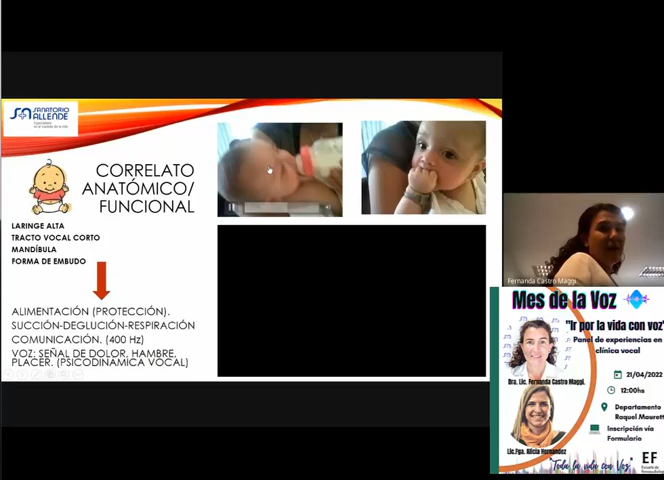 SANATORIO
ALLENDE
CORRELATO
ANATÓMICO/
FUNCIONAL
LARINGE ALTA
TRACTO VOCAL CORTO
MANDÍBULA
FORMA DE EMBUDO
ALIMENTACIÓN (PROTECCIÓN).
SUCCIÓN-DEGLUCIÓN-RESPIRACIÓN
COMUNICACIÓN. (400 Hz)
VOZ: SEÑAL DE DOLOR, HAMBRE,
PLACER. (PSICODINAMICA VOCAL)
Fernanda Castro Maggi
Mes de la Voz
"Ir por la vida con voz"
Panel de experiencias en
clínica vocal
Dra. Lic. Fernanda Castro Maggi.
21/04/2022
12:00hs
Departamento
Raquel Maurett
Inscripción vía
Formulario
Lic.Fga. Alicia Hernandez
"Toda la vida con Voz"
EF